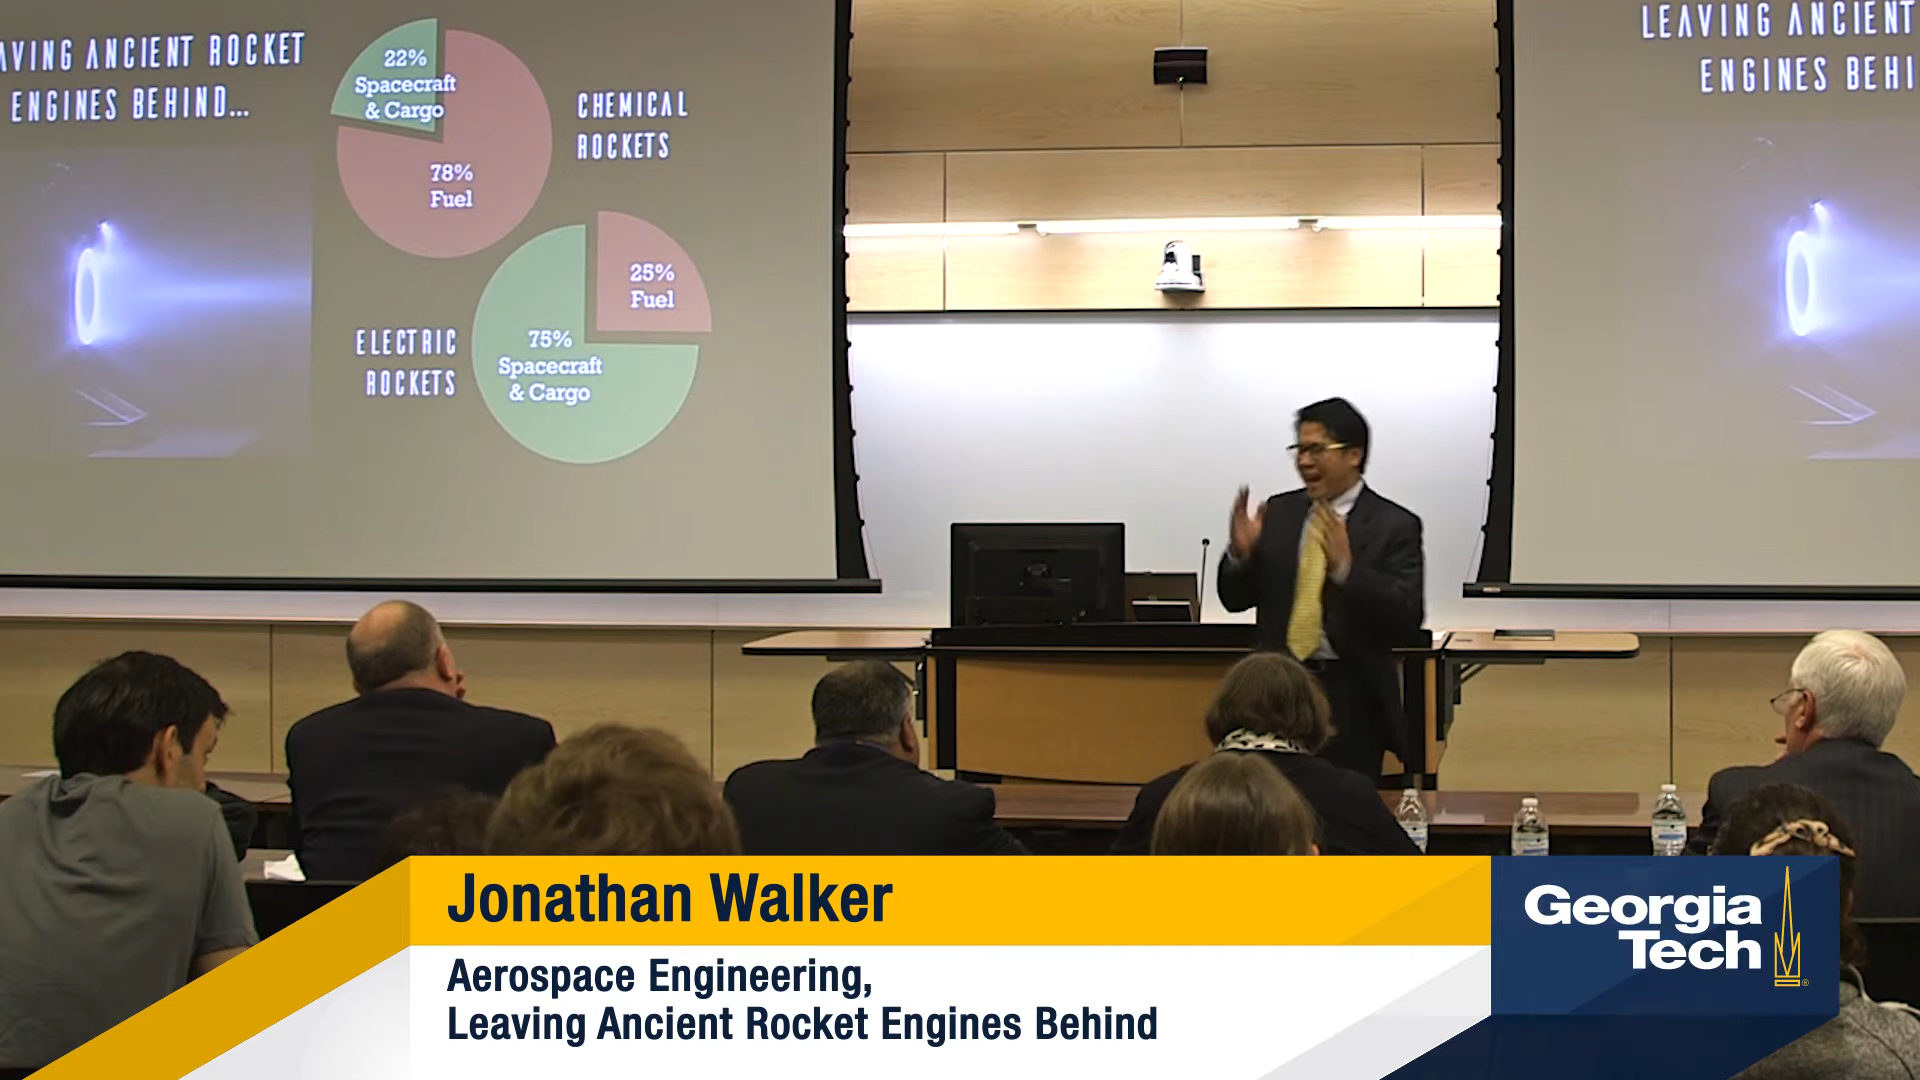 AVING ANCIENT ROCKET
ENGINES BEHIND...
22%
Spacecraft
& Cargo
78%
Fuel
CHEMICAL
ROCKETS
25%
Fuel
75%
Spacecraft
& Cargo
ELECTRIC
ROCKETS
LEAVING ANCIENT
ENGINES BEHI
Jonathan Walker
Aerospace Engineering,
Leaving Ancient Rocket Engines Behind
Georgia
Tech
®